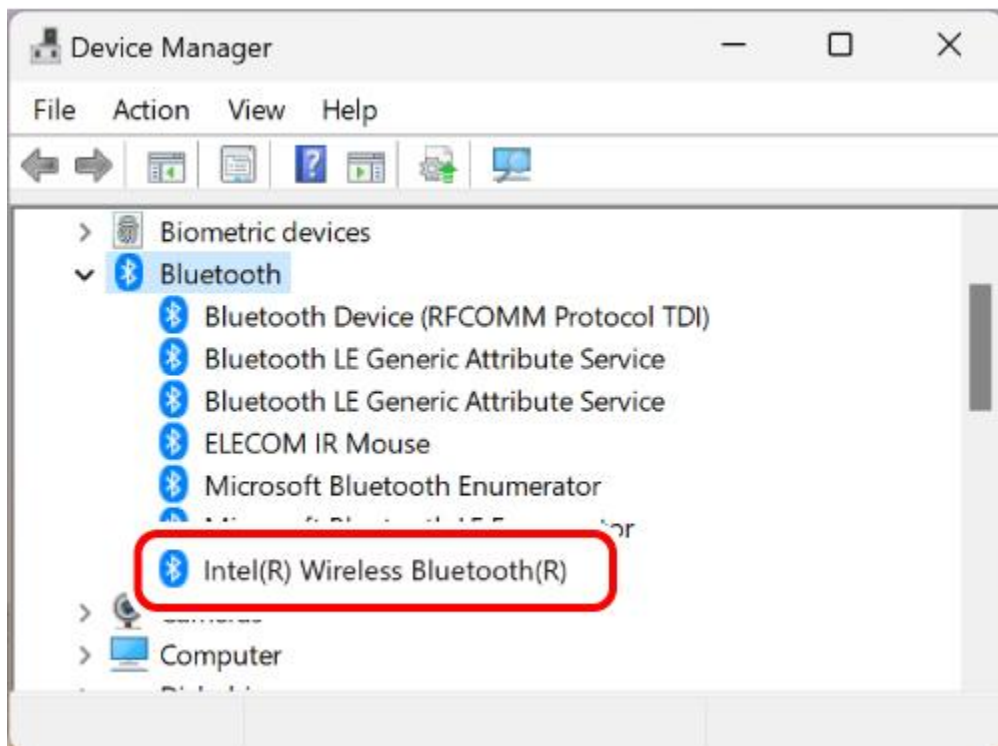 Device Manager
File Action View Help
Biometric devices
Bluetooth
Bluetooth Device (RFCOMM Protocol TDI)
Bluetooth LE Generic Attribute Service
Bluetooth LE Generic Attribute Service
ELECOM IR Mouse
Microsoft Bluetooth Enumerator
Intel(R) Wireless Bluetooth(R)
Computer